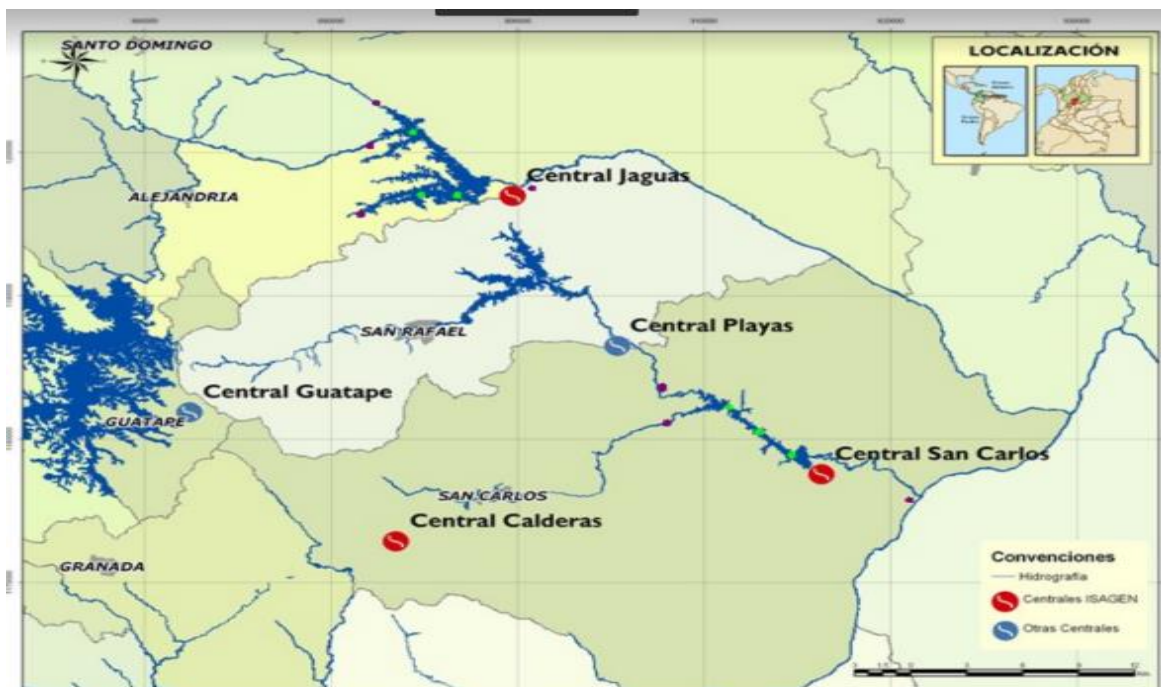 SANTO DOMINGO
LOCALIZACIÓN
Central Jaguas
ALEJANDRIA
Central Playas
SAN RAFAEL
Central Guatape
GUATAPE
Central San Carlos
SAN CARLOS
Central Calderas
GRANADA
Convenciones
Hidrografía
Centrales ISAGEN
Otras Centrales